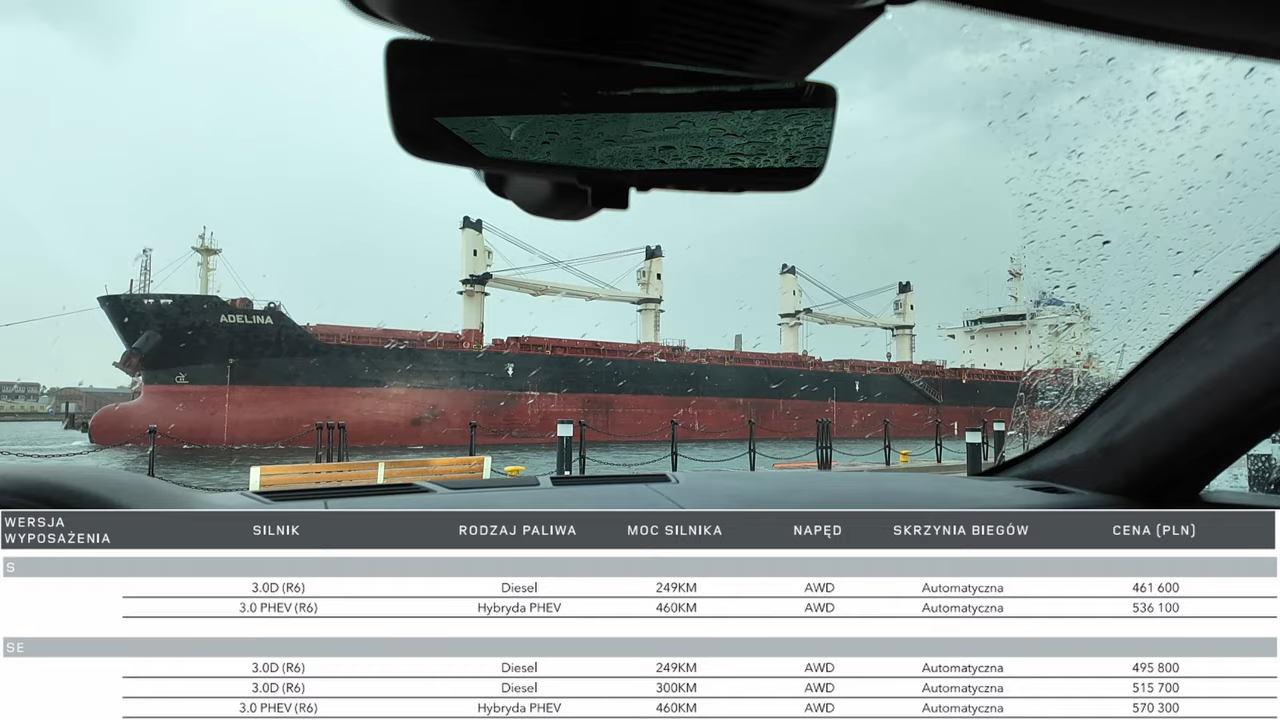 ADELINA
WERSJA WYPOSAŻENIA SILNIK RODZAJ PALIWA MOC SILNIKA NAPĘD SKRZYNIA BIEGÓW CENA (PLN)
S
3.0D (R6) Diesel 249KM AWD Automatyczna 461 600
3.0 PHEV (R6) Hybryda PHEV 460KM AWD Automatyczna 536 100
SE
3.0D (R6) Diesel 249KM AWD Automatyczna 495 800
3.0D (R6) Diesel 300KM AWD Automatyczna 515 700
3.0 PHEV (R6) Hybryda PHEV 460KM AWD Automatyczna 570 300